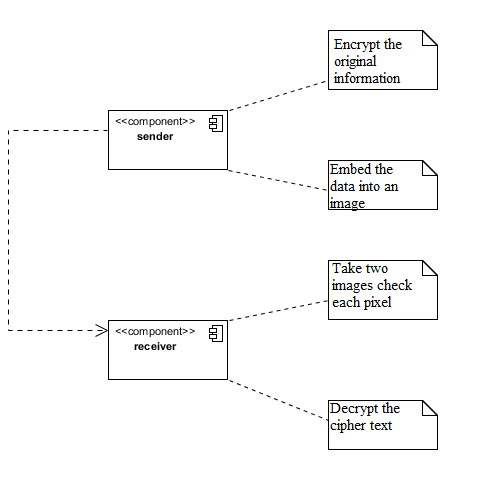 Encrypt the
original
information
<<component>>
sender
Embed the
data into an
image
Take two
images check
each pixel
<<component>>
receiver
Decrypt the
cipher text